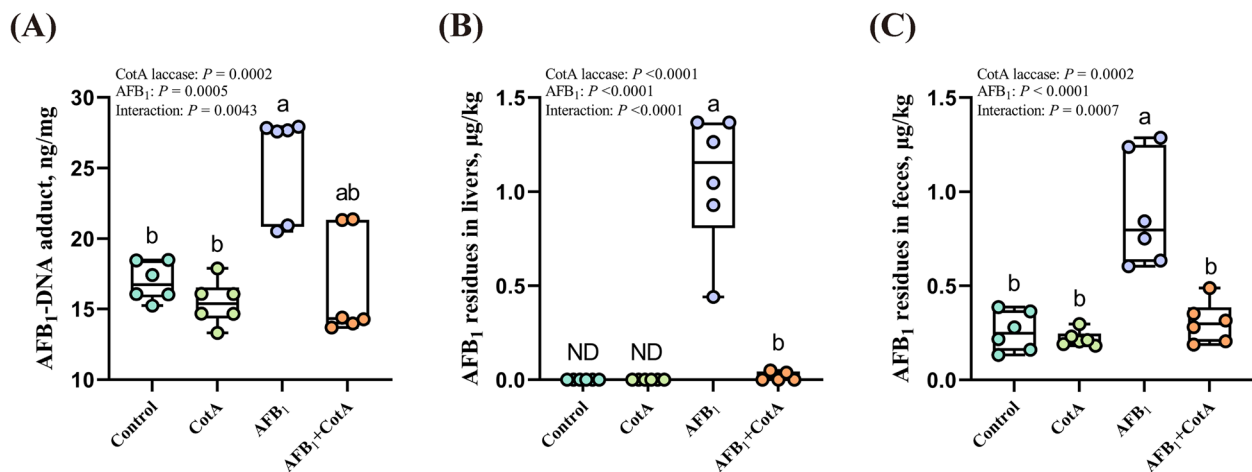 (A)
CotA laccase: P = 0.0002
AFB₁: P = 0.0005
Interaction: P = 0.0043
AFB₁-DNA adduct, ng/mg
30
25
20
15
10
b
b
a
ab
Control
CotA
AFB₁
AFB₁+CotA
(B)
CotA laccase: P <0.0001
AFB₁: P <0.0001
Interaction: P <0.0001
AFB₁ residues in livers, μg/kg
1.5
1.0
0.5
0.0
ND
ND
a
b
Control
CotA
AFB₁
AFB₁+CotA
(C)
CotA laccase: P = 0.0002
AFB₁: P < 0.0001
Interaction: P = 0.0007
AFB₁ residues in feces, μg/kg
1.5
1.0
0.5
0.0
b
b
a
b
Control
CotA
AFB₁
AFB₁+CotA